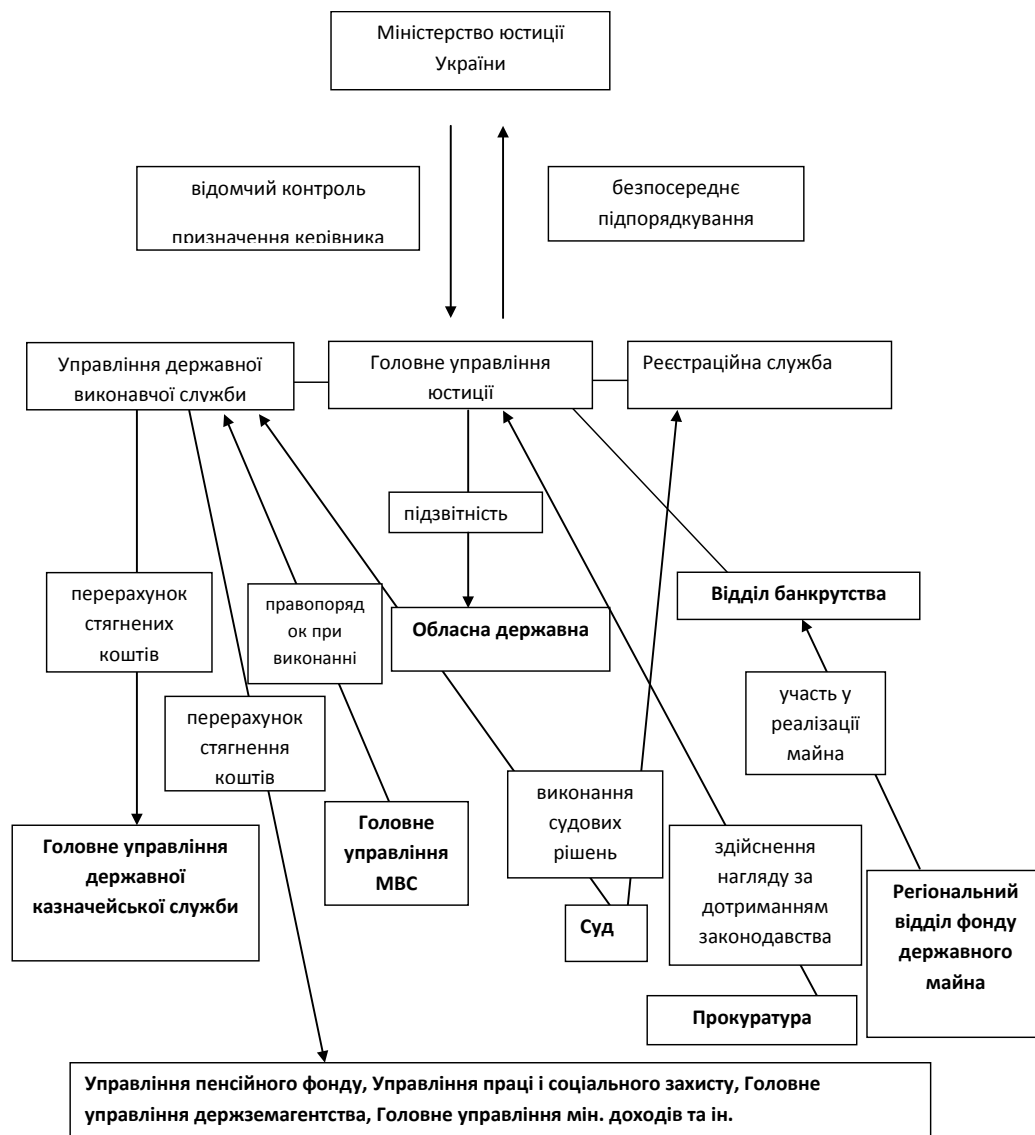 Міністерство юстиції
України
відомчий контроль
призначення керівника
безпосереднє
підпорядкування
Управління державної
виконавчої служби
Головне управління
юстиції
Реєстраційна служба
підзвітність
перерахунок
стягнених
коштів
правопоряд
ок при
виконанні
Обласна державна
Відділ банкрутства
перерахунок
стягнення
коштів
участь у
реалізації
майна
Головне управління
державної
казначейської служби
Головне
управління
МВС
виконання
судових
рішень
здійснення
нагляду за
дотриманням
законодавства
Регіональний
відділ фонду
державного
майна
Суд
Прокуратура
Управління пенсійного фонду, Управління праці і соціального захисту, Головне
управління держземагентства, Головне управління мін. доходів та ін.